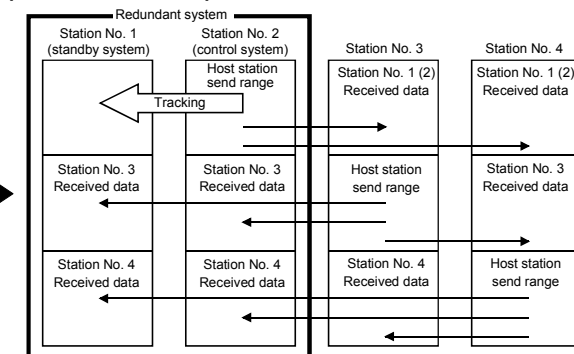 Redundant system
Station No. 1
(standby system)
Station No. 2
(control system)
Station No. 3
Station No. 4
Host station
send range
Station No. 1 (2)
Received data
Station No. 1 (2)
Received data
Tracking
Station No. 3
Received data
Station No. 3
Received data
Host station
send range
Station No. 3
Received data
Station No. 4
Received data
Station No. 4
Received data
Station No. 4
Received data
Host station
send range